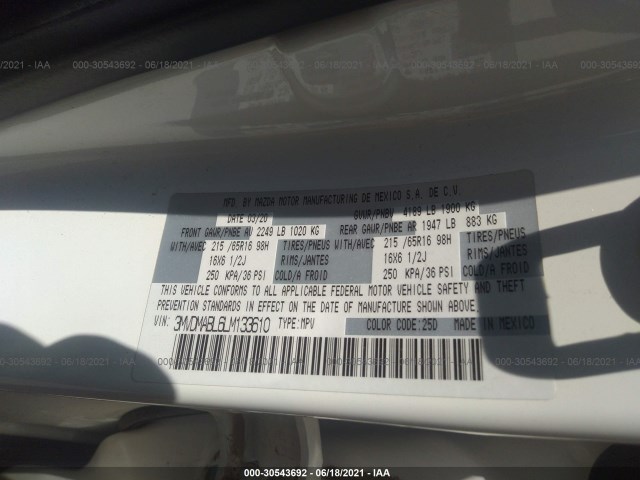 000-30543692 - 06/18/2021 - IAA
MFD. BY MAZDA MOTOR MANUFACTURING DE MEXICO S.A. DE C.V.
DATE 03/20 GVWR/PNBV 4189 LB 1900 KG
FRONT GAWR/PNBE AV 2249 LB 1020 KG REAR GAWR/PNBE AR 1947 LB 883 KG
WITH/AVEC 215 /65R16 98H TIRES/PNEUS WITH/AVEC 215 /65R16 98H TIRES/PNEUS
16X6 1/2J RIMS/JANTES 16X6 1/2J RIMS/JANTES
250 KPA/36 PSI COLD/A FROID 250 KPA/36 PSI COLD/A FROID
THIS VEHICLE CONFORMS TO ALL APPLICABLE FEDERAL MOTOR VEHICLE SAFETY AND THEFT
PREVENTION STANDARDS IN EFFECT ON THE DATE OF MANUFACTURE SHOWN ABOVE.
VIN: 3MVDMABL6LM133610 TYPE: MPV COLOR CODE: 25D MADE IN MEXICO
000-30543692 - 06/18/2021 - IAA